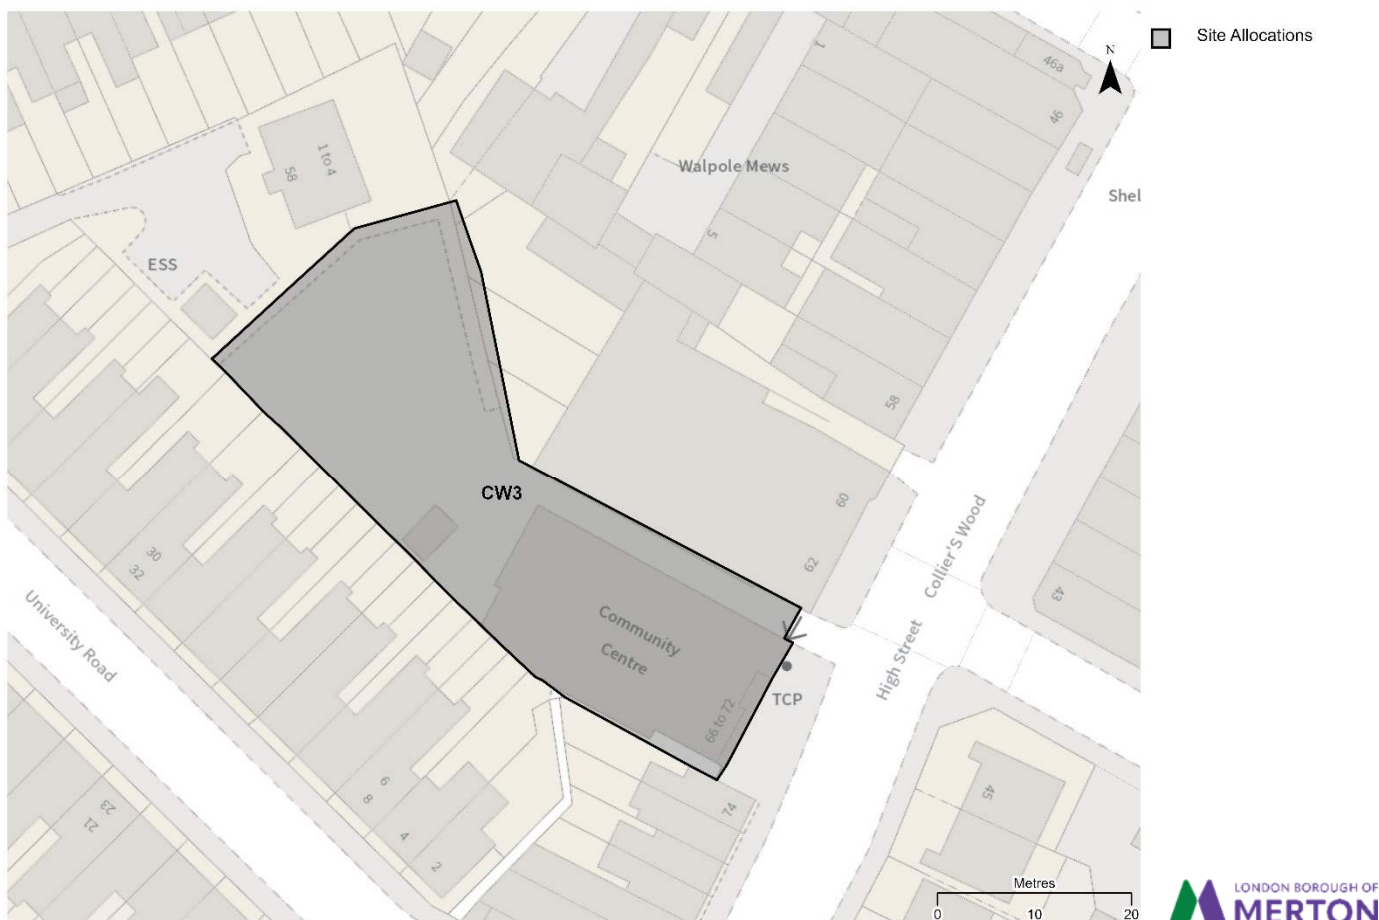 Site Allocations
N
46a
46
1
Walpole Mews
Shel
1 to 4
58
5
ESS
58
CW3
60
62
Collier'S Wood
High Street
43
30
32
University Road
Community
Centre
TCP
66 to 72
74
45
23
21
6
8
4
2
Metres
0 10 20
LONDON BOROUGH OF
MERTON